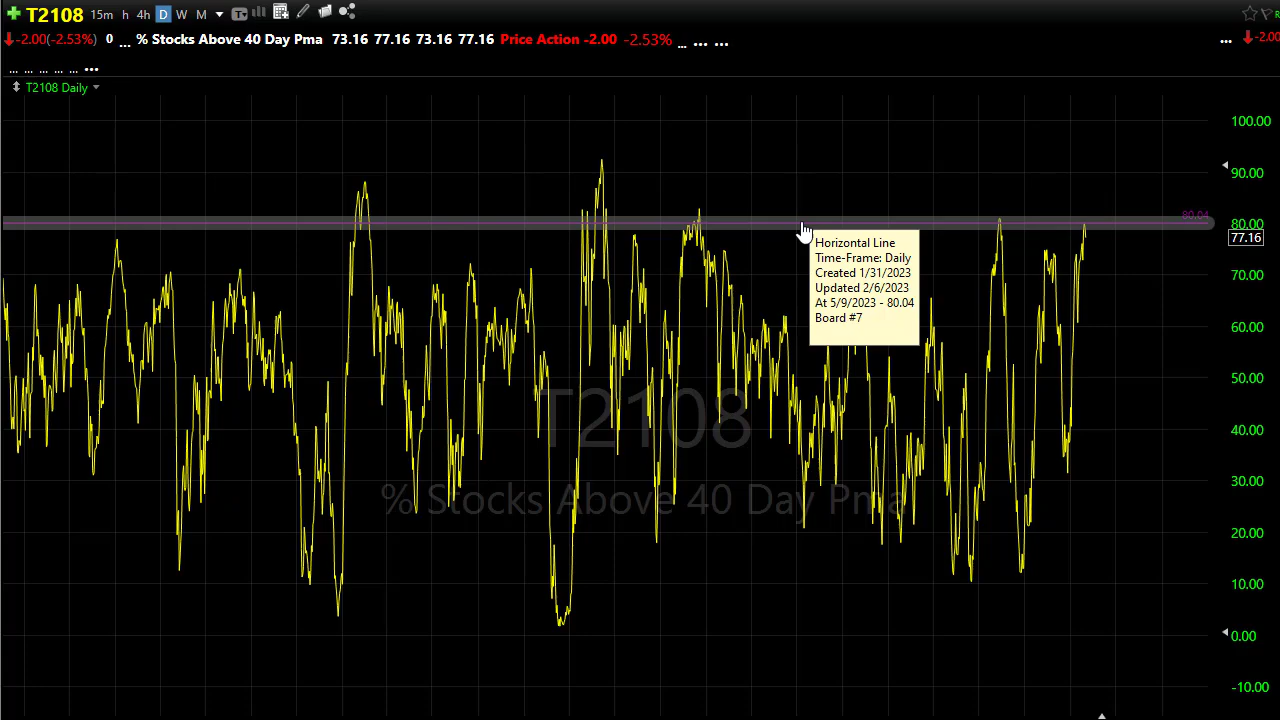 T2108 15m h 4h D W M
-2.00(-2.53%) 0 ... % Stocks Above 40 Day Pma 73.16 77.16 73.16 77.16 Price Action -2.00 -2.53% ... ... ... ... -2.00
... ... ... ... ... ...
T2108 Daily
100.00
90.00
80.04
80.00
77.16
Horizontal Line
Time-Frame: Daily
Created 1/31/2023
Updated 2/6/2023
At 5/9/2023 - 80.04
Board #7
70.00
60.00
50.00
T2108
40.00
% Stocks Above 40 Day Pma
30.00
20.00
10.00
0.00
-10.00